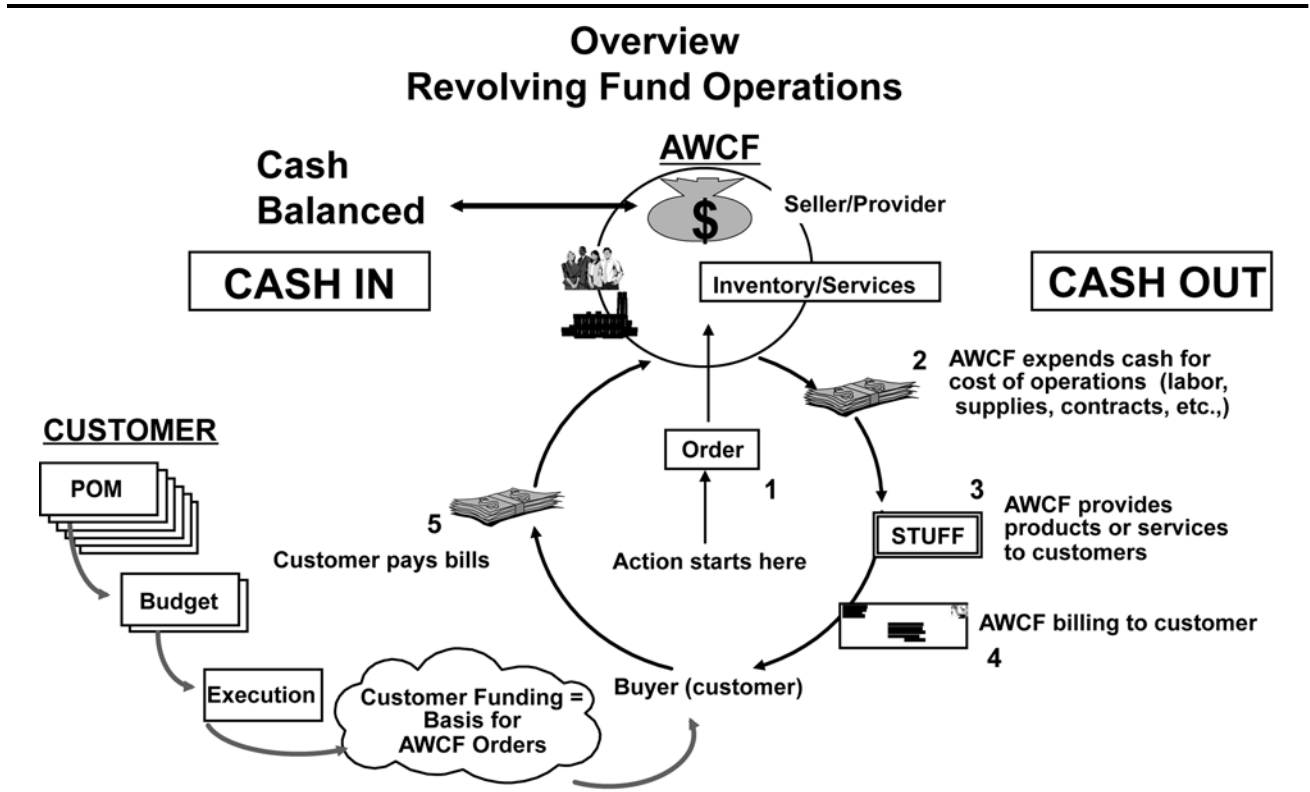 Overview
Revolving Fund Operations
AWCF
Cash
Balanced
$
Seller/Provider
CASH IN
Inventory/Services
CASH OUT
2
AWCF expends cash for
cost of operations (labor,
supplies, contracts, etc.,)
CUSTOMER
POM
Order
1
3
AWCF provides
products or services
to customers
STUFF
5
Customer pays bills
Action starts here
Budget
AWCF billing to customer
4
Execution
Buyer (customer)
Customer Funding =
Basis for
AWCF Orders